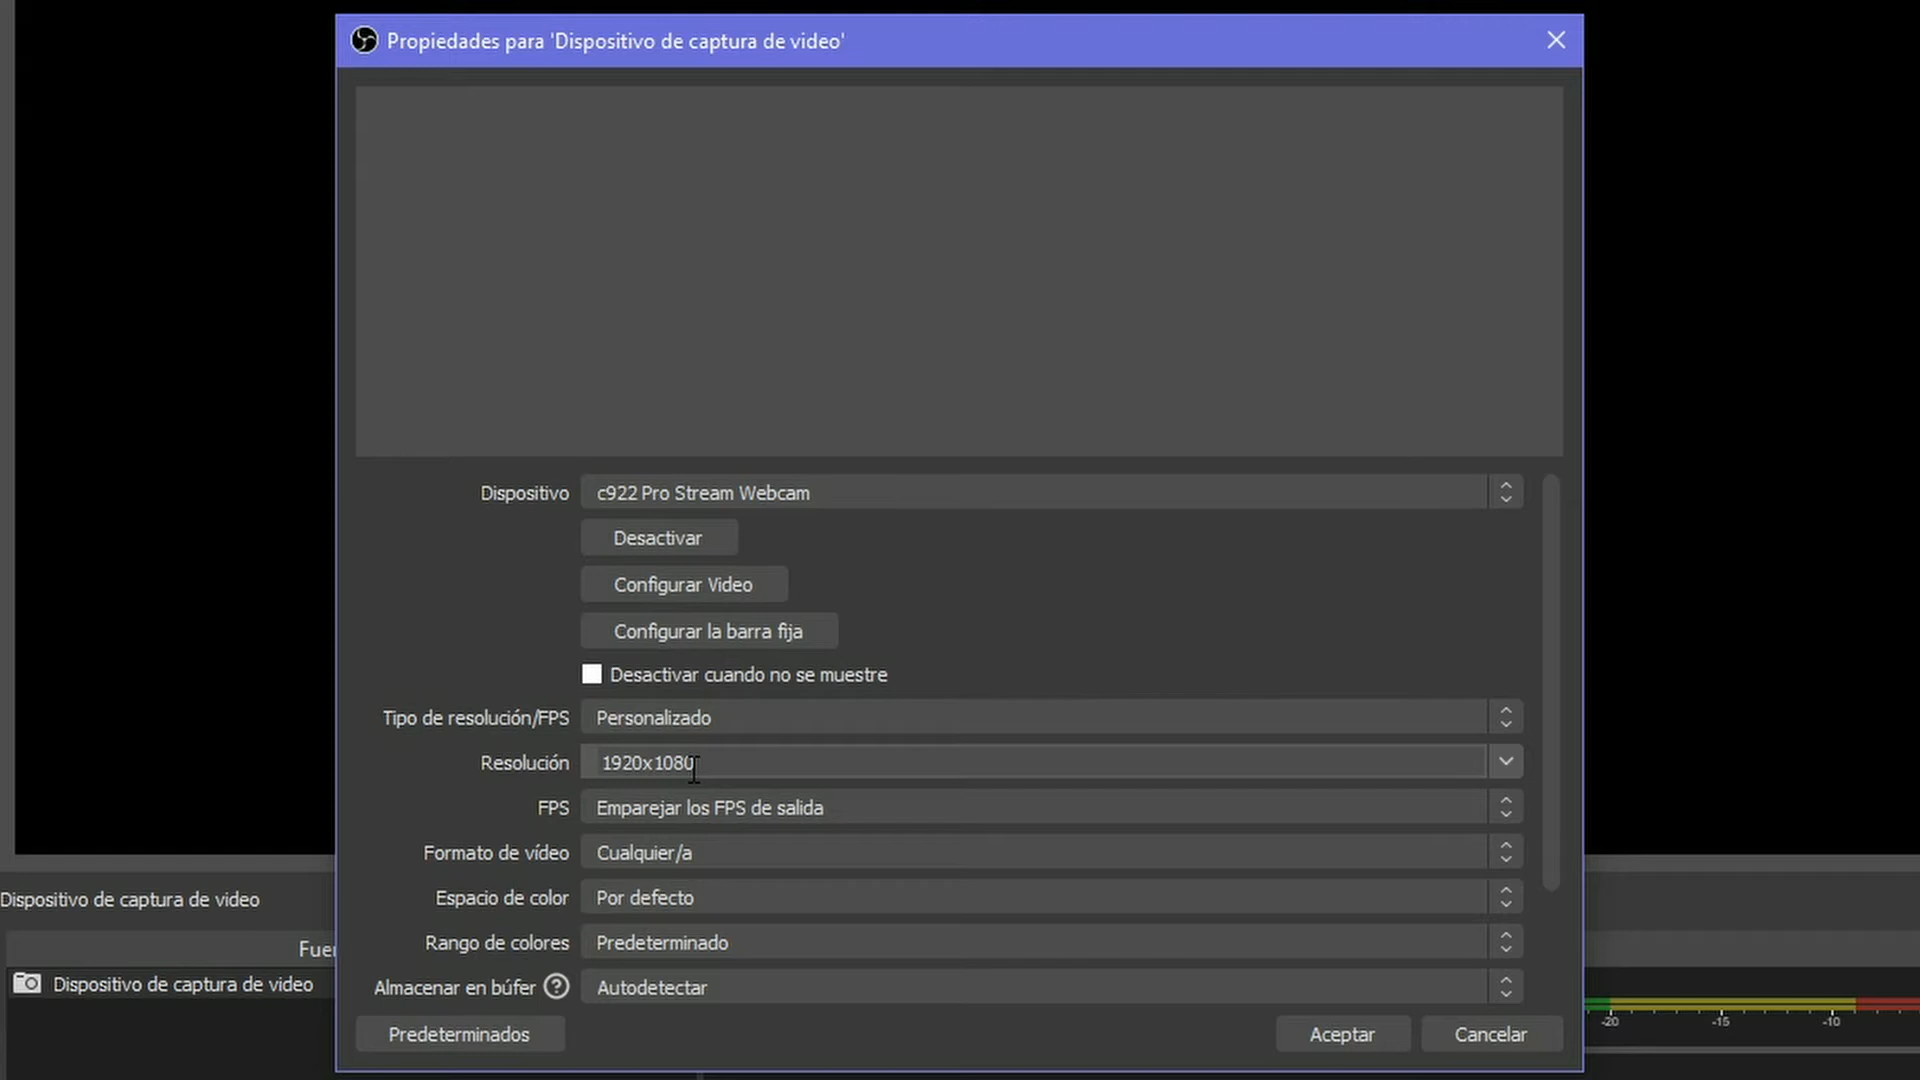 Propiedades para 'Dispositivo de captura de video'
Dispositivo c922 Pro Stream Webcam
Desactivar
Configurar Video
Configurar la barra fija
Desactivar cuando no se muestre
Tipo de resolución/FPS Personalizado
Resolución 1920x1080
FPS Emparejar los FPS de salida
Formato de vídeo Cualquier/a
Espacio de color Por defecto
Rango de colores Predeterminado
Almacenar en búfer ? Autodetectar
Predeterminados Aceptar Cancelar
Dispositivo de captura de video
Fuen
Dispositivo de captura de video
-20 -15 -10